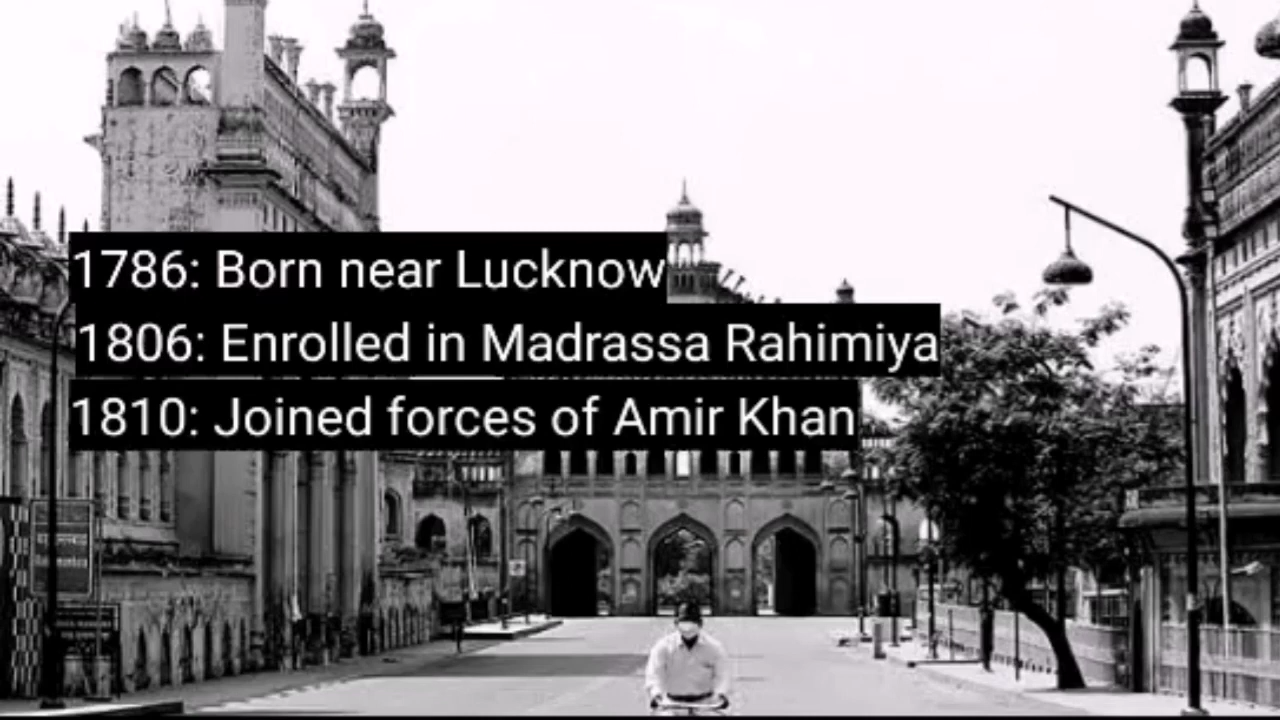 1786: Born near Lucknow
1806: Enrolled in Madrassa Rahimiya
1810: Joined forces of Amir Khan